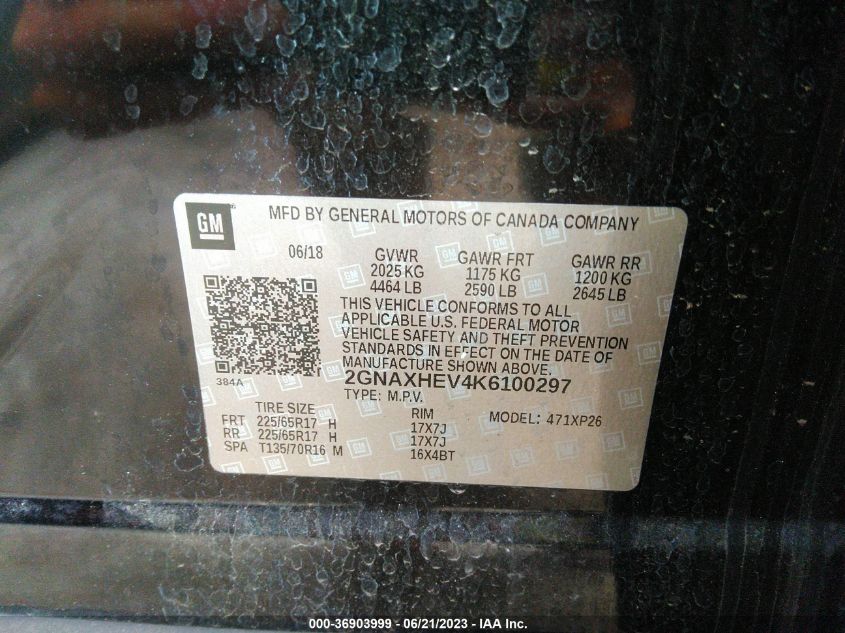 GM
MFD BY GENERAL MOTORS OF CANADA COMPANY
06/18 GVWR GAWR FRT GAWR RR
2025 KG 1175 KG 1200 KG
4464 LB 2590 LB 2645 LB
THIS VEHICLE CONFORMS TO ALL
APPLICABLE U.S. FEDERAL MOTOR
VEHICLE SAFETY AND THEFT PREVENTION
STANDARDS IN EFFECT ON THE DATE OF
MANUFACTURE SHOWN ABOVE.
384A
2GNAXHEV4K6100297
TYPE: M.P.V.
TIRE SIZE RIM MODEL: 471XP26
FRT 225/65R17 H 17X7J
RR 225/65R17 H 17X7J
SPA T135/70R16 M 16X4BT
000-36903999 - 06/21/2023 - IAA Inc.